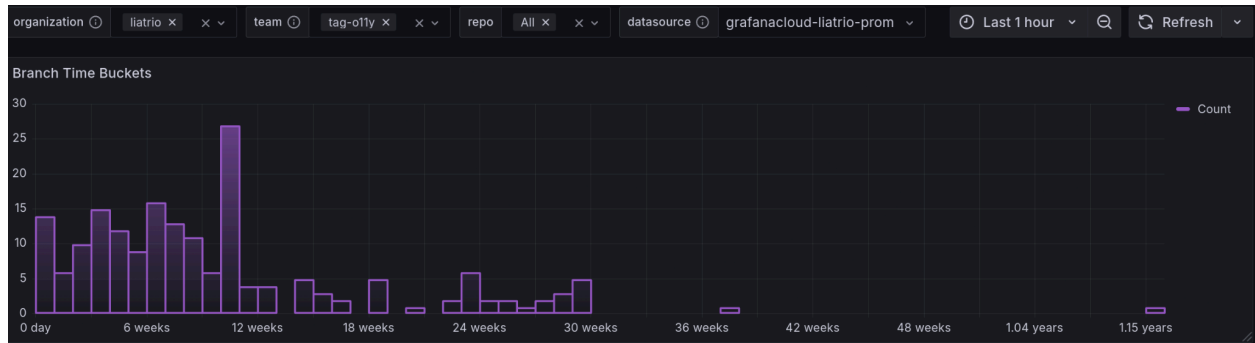 organization liatrio × × team tag-o11y × × repo All × × datasource grafanacloud-liatrio-prom Last 1 hour Refresh
Branch Time Buckets
30
Count
25
20
15
10
5
0
0 day 6 weeks 12 weeks 18 weeks 24 weeks 30 weeks 36 weeks 42 weeks 48 weeks 1.04 years 1.15 years